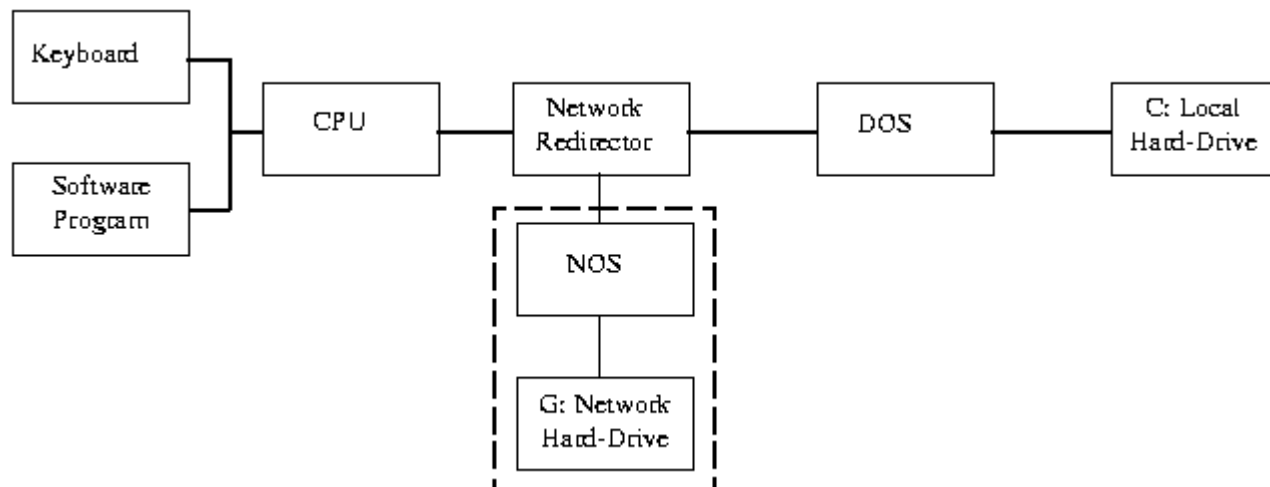 Keyboard
Software
Program
CPU
Network
Redirector
DOS
C: Local
Hard-Drive
NOS
G: Network
Hard-Drive